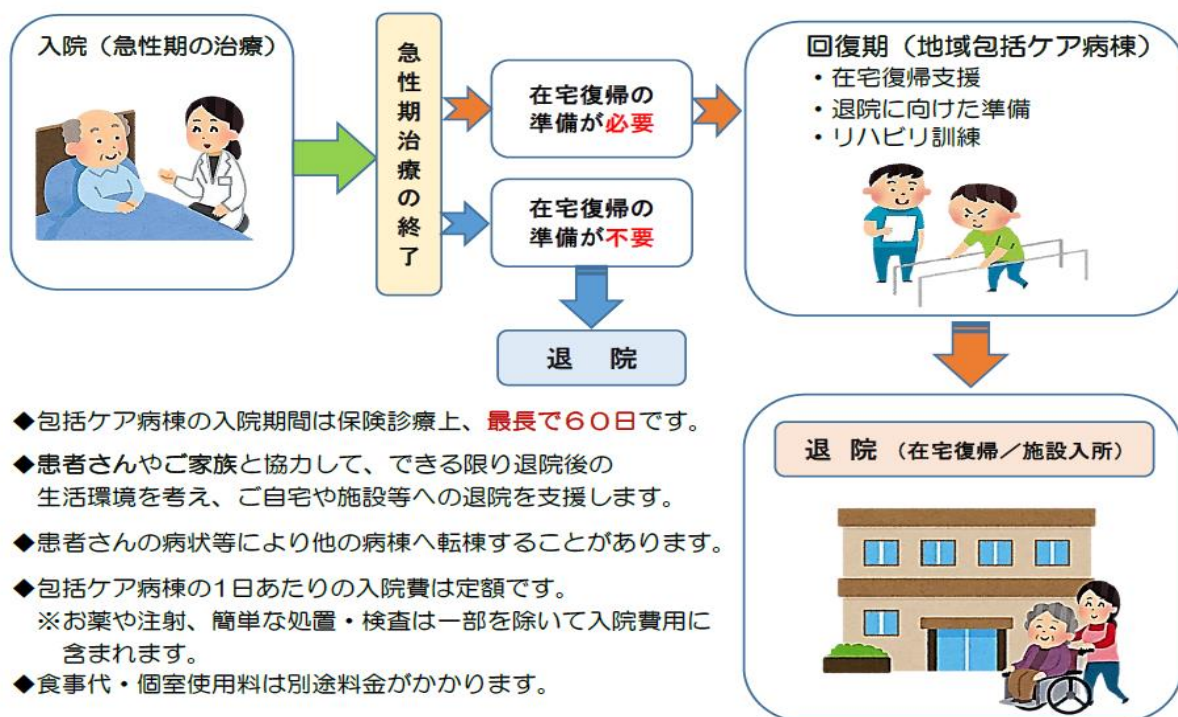 入院（急性期の治療）
急性期治療の終了
在宅復帰の
準備が必要
在宅復帰の
準備が不要
退　院
回復期（地域包括ケア病棟）
・在宅復帰支援
・退院に向けた準備
・リハビリ訓練
退　院（在宅復帰／施設入所）
◆包括ケア病棟の入院期間は保険診療上、最長で６０日です。
◆患者さんやご家族と協力して、できる限り退院後の
生活環境を考え、ご自宅や施設等への退院を支援します。
◆患者さんの病状等により他の病棟へ転棟することがあります。
◆包括ケア病棟の1日あたりの入院費は定額です。
※お薬や注射、簡単な処置・検査は一部を除いて入院費用に
含まれます。
◆食事代・個室使用料は別途料金がかかります。